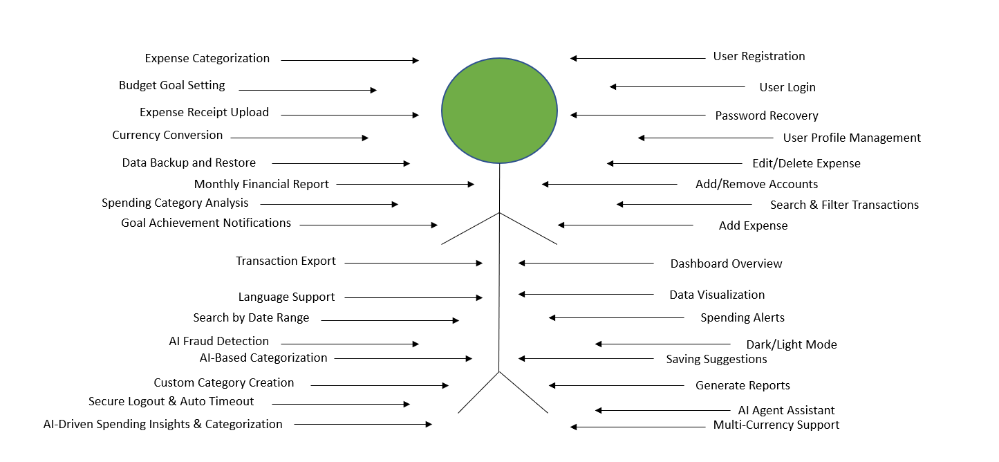 Expense Categorization
Budget Goal Setting
Expense Receipt Upload
Currency Conversion
Data Backup and Restore
Monthly Financial Report
Spending Category Analysis
Goal Achievement Notifications
Transaction Export
Language Support
Search by Date Range
AI Fraud Detection
AI-Based Categorization
Custom Category Creation
Secure Logout & Auto Timeout
AI-Driven Spending Insights & Categorization
User Registration
User Login
Password Recovery
User Profile Management
Edit/Delete Expense
Add/Remove Accounts
Search & Filter Transactions
Add Expense
Dashboard Overview
Data Visualization
Spending Alerts
Dark/Light Mode
Saving Suggestions
Generate Reports
AI Agent Assistant
Multi-Currency Support